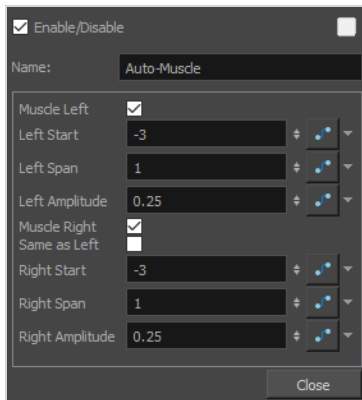 Enable/Disable
Name: Auto-Muscle
Muscle Left
Left Start -3
Left Span 1
Left Amplitude 0.25
Muscle Right
Same as Left
Right Start -3
Right Span 1
Right Amplitude 0.25
Close